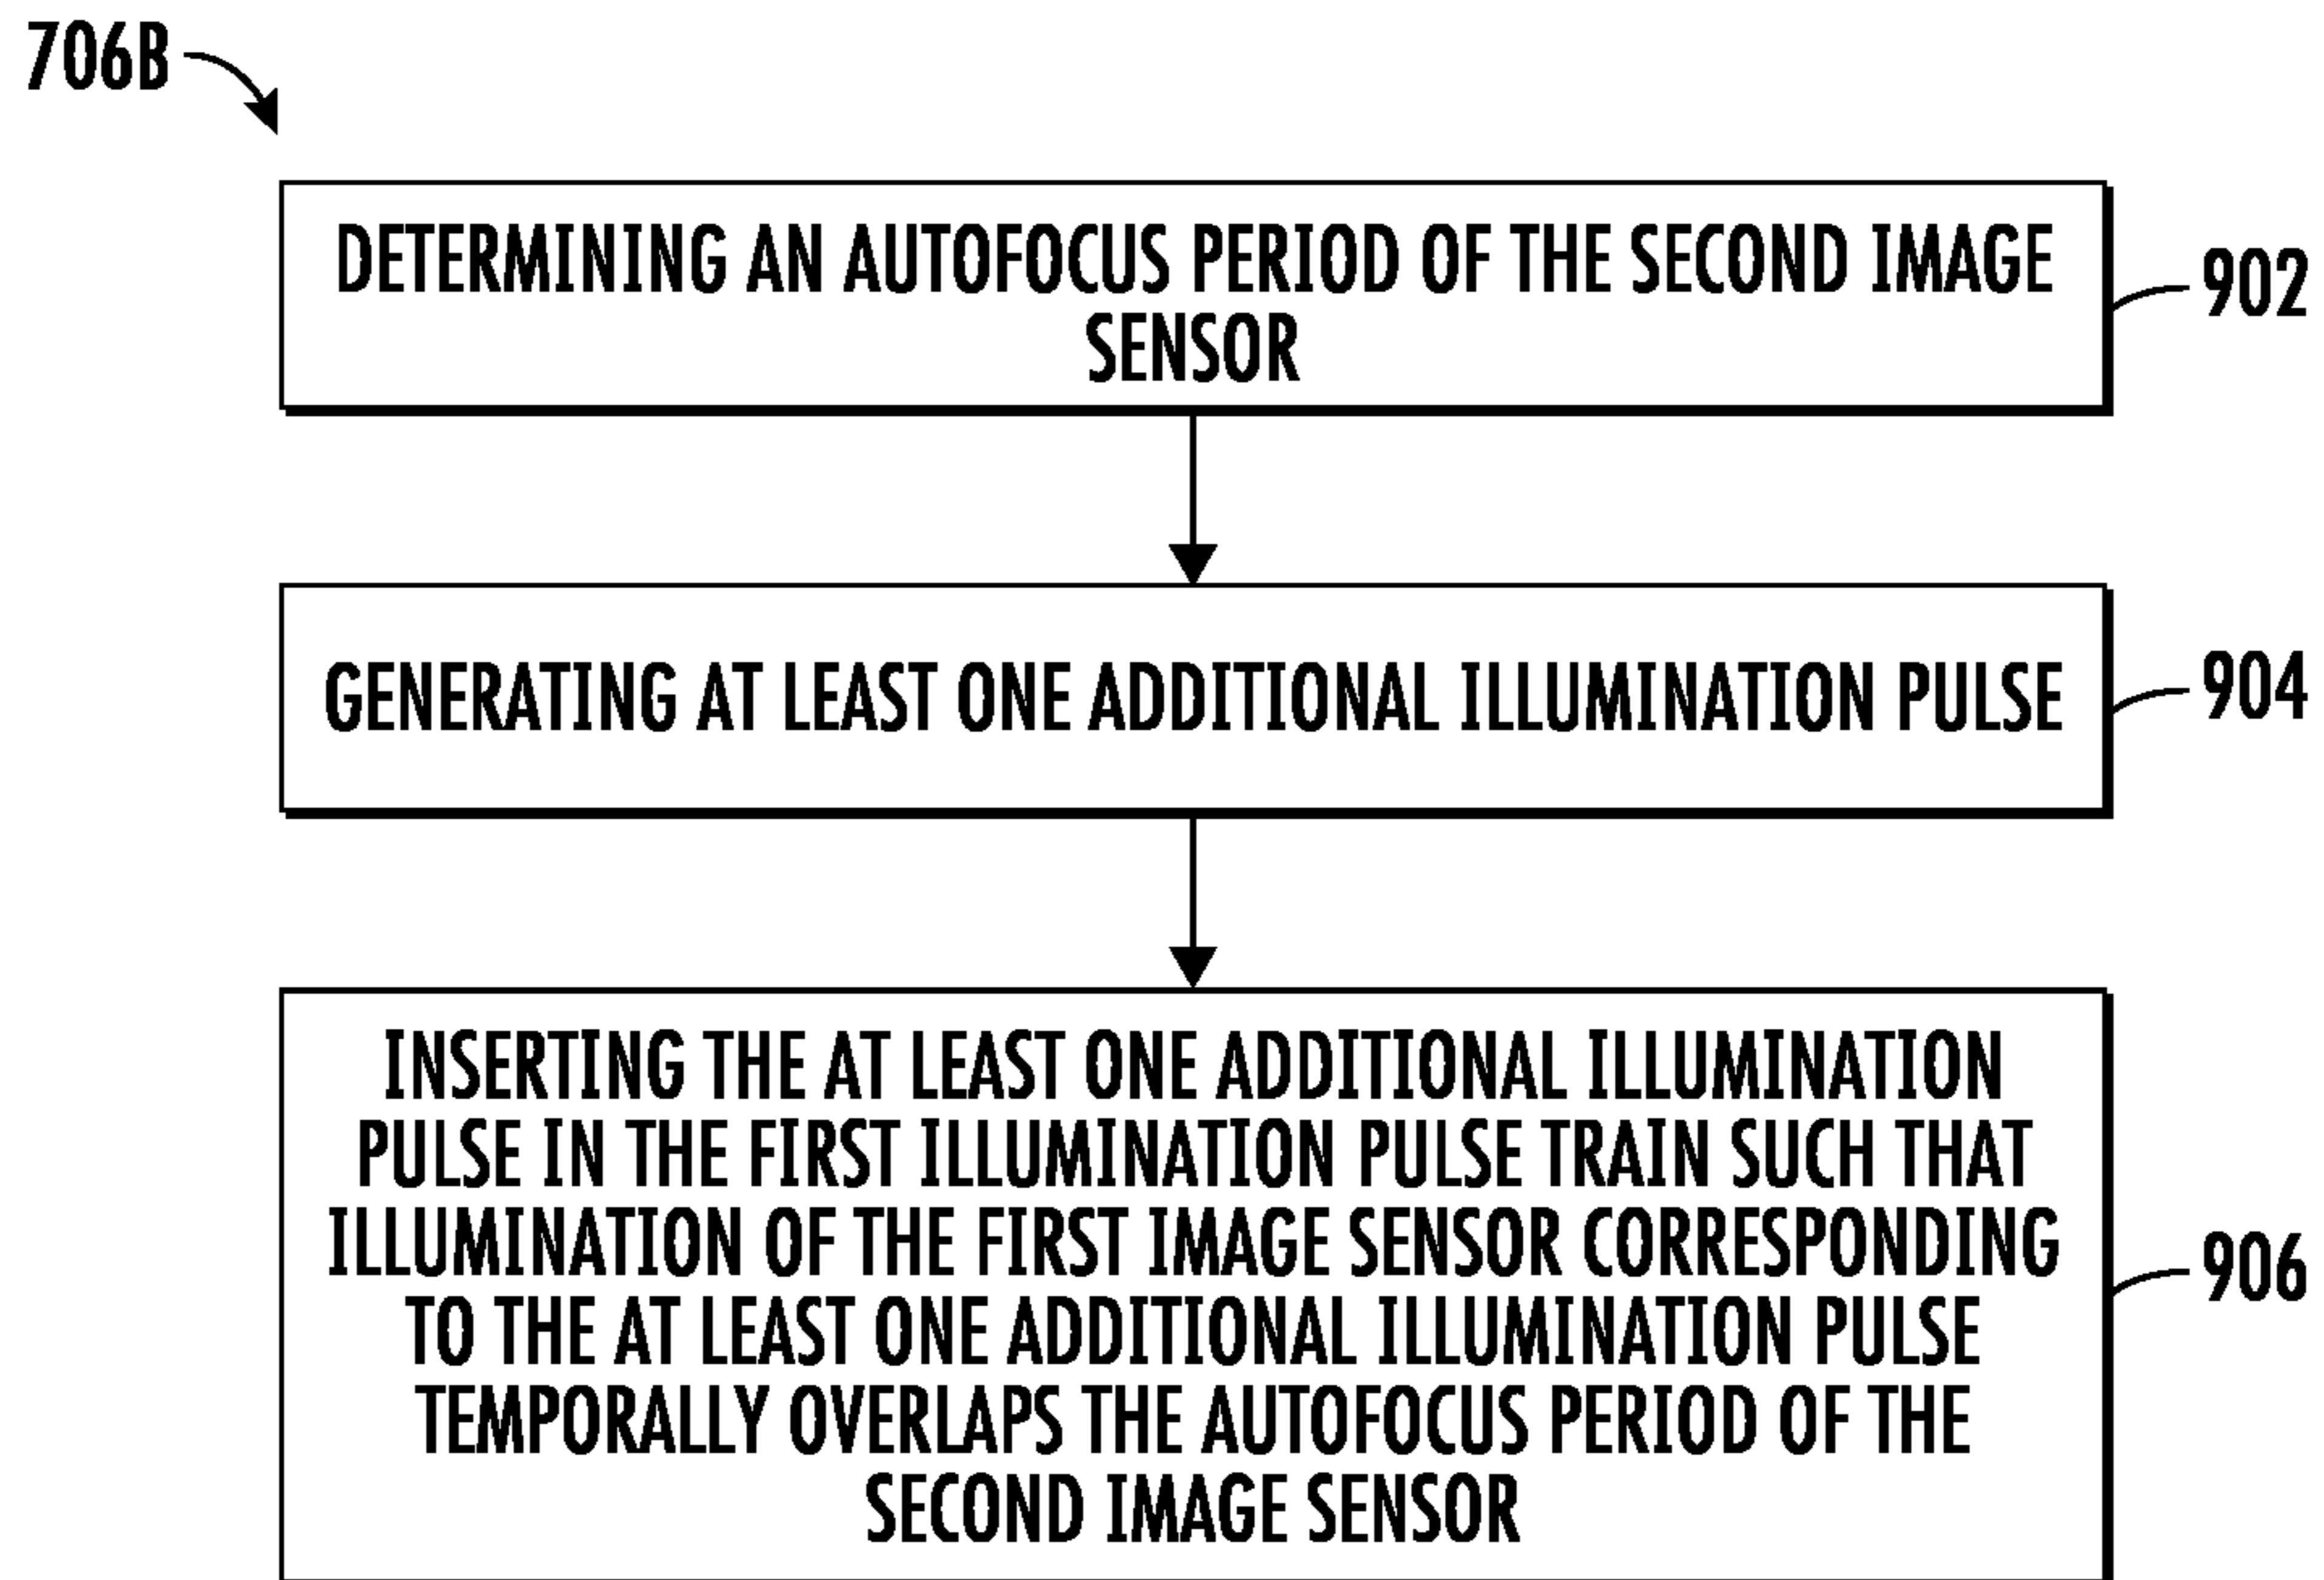 706B
DETERMINING AN AUTOFOCUS PERIOD OF THE SECOND IMAGE
SENSOR
902
GENERATING AT LEAST ONE ADDITIONAL ILLUMINATION PULSE
904
INSERTING THE AT LEAST ONE ADDITIONAL ILLUMINATION
PULSE IN THE FIRST ILLUMINATION PULSE TRAIN SUCH THAT
ILLUMINATION OF THE FIRST IMAGE SENSOR CORRESPONDING
TO THE AT LEAST ONE ADDITIONAL ILLUMINATION PULSE
TEMPORALLY OVERLAPS THE AUTOFOCUS PERIOD OF THE
SECOND IMAGE SENSOR
906